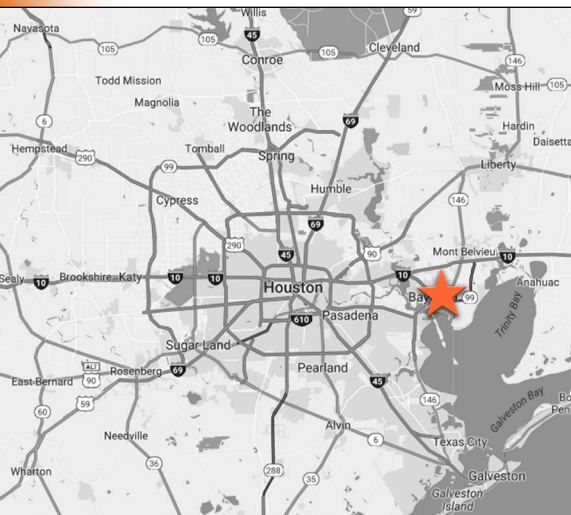 Willis
59
Navasota
45
105
105
Conroe
105
Cleveland
146
Todd Mission
Moss Hill
105
Magnolia
The
Woodlands
69
6
Hardin
Hempstead
290
Tomball
Spring
Daisetta
99
Liberty
Humble
Cypress
146
69
290
45
90
Mont Belvieu
10
Sealy
10
Brookshire
Katy
10
10
10
Anahuac
Houston
99
610
Pasadena
Trinity Bay
Sugar Land
ALT
90
East Bernard
Rosenberg
69
Pearland
45
59
60
146
Galveston Bay
Alvin
Needville
6
Texas City
Wharton
36
288
35
Galveston
Galveston
Island